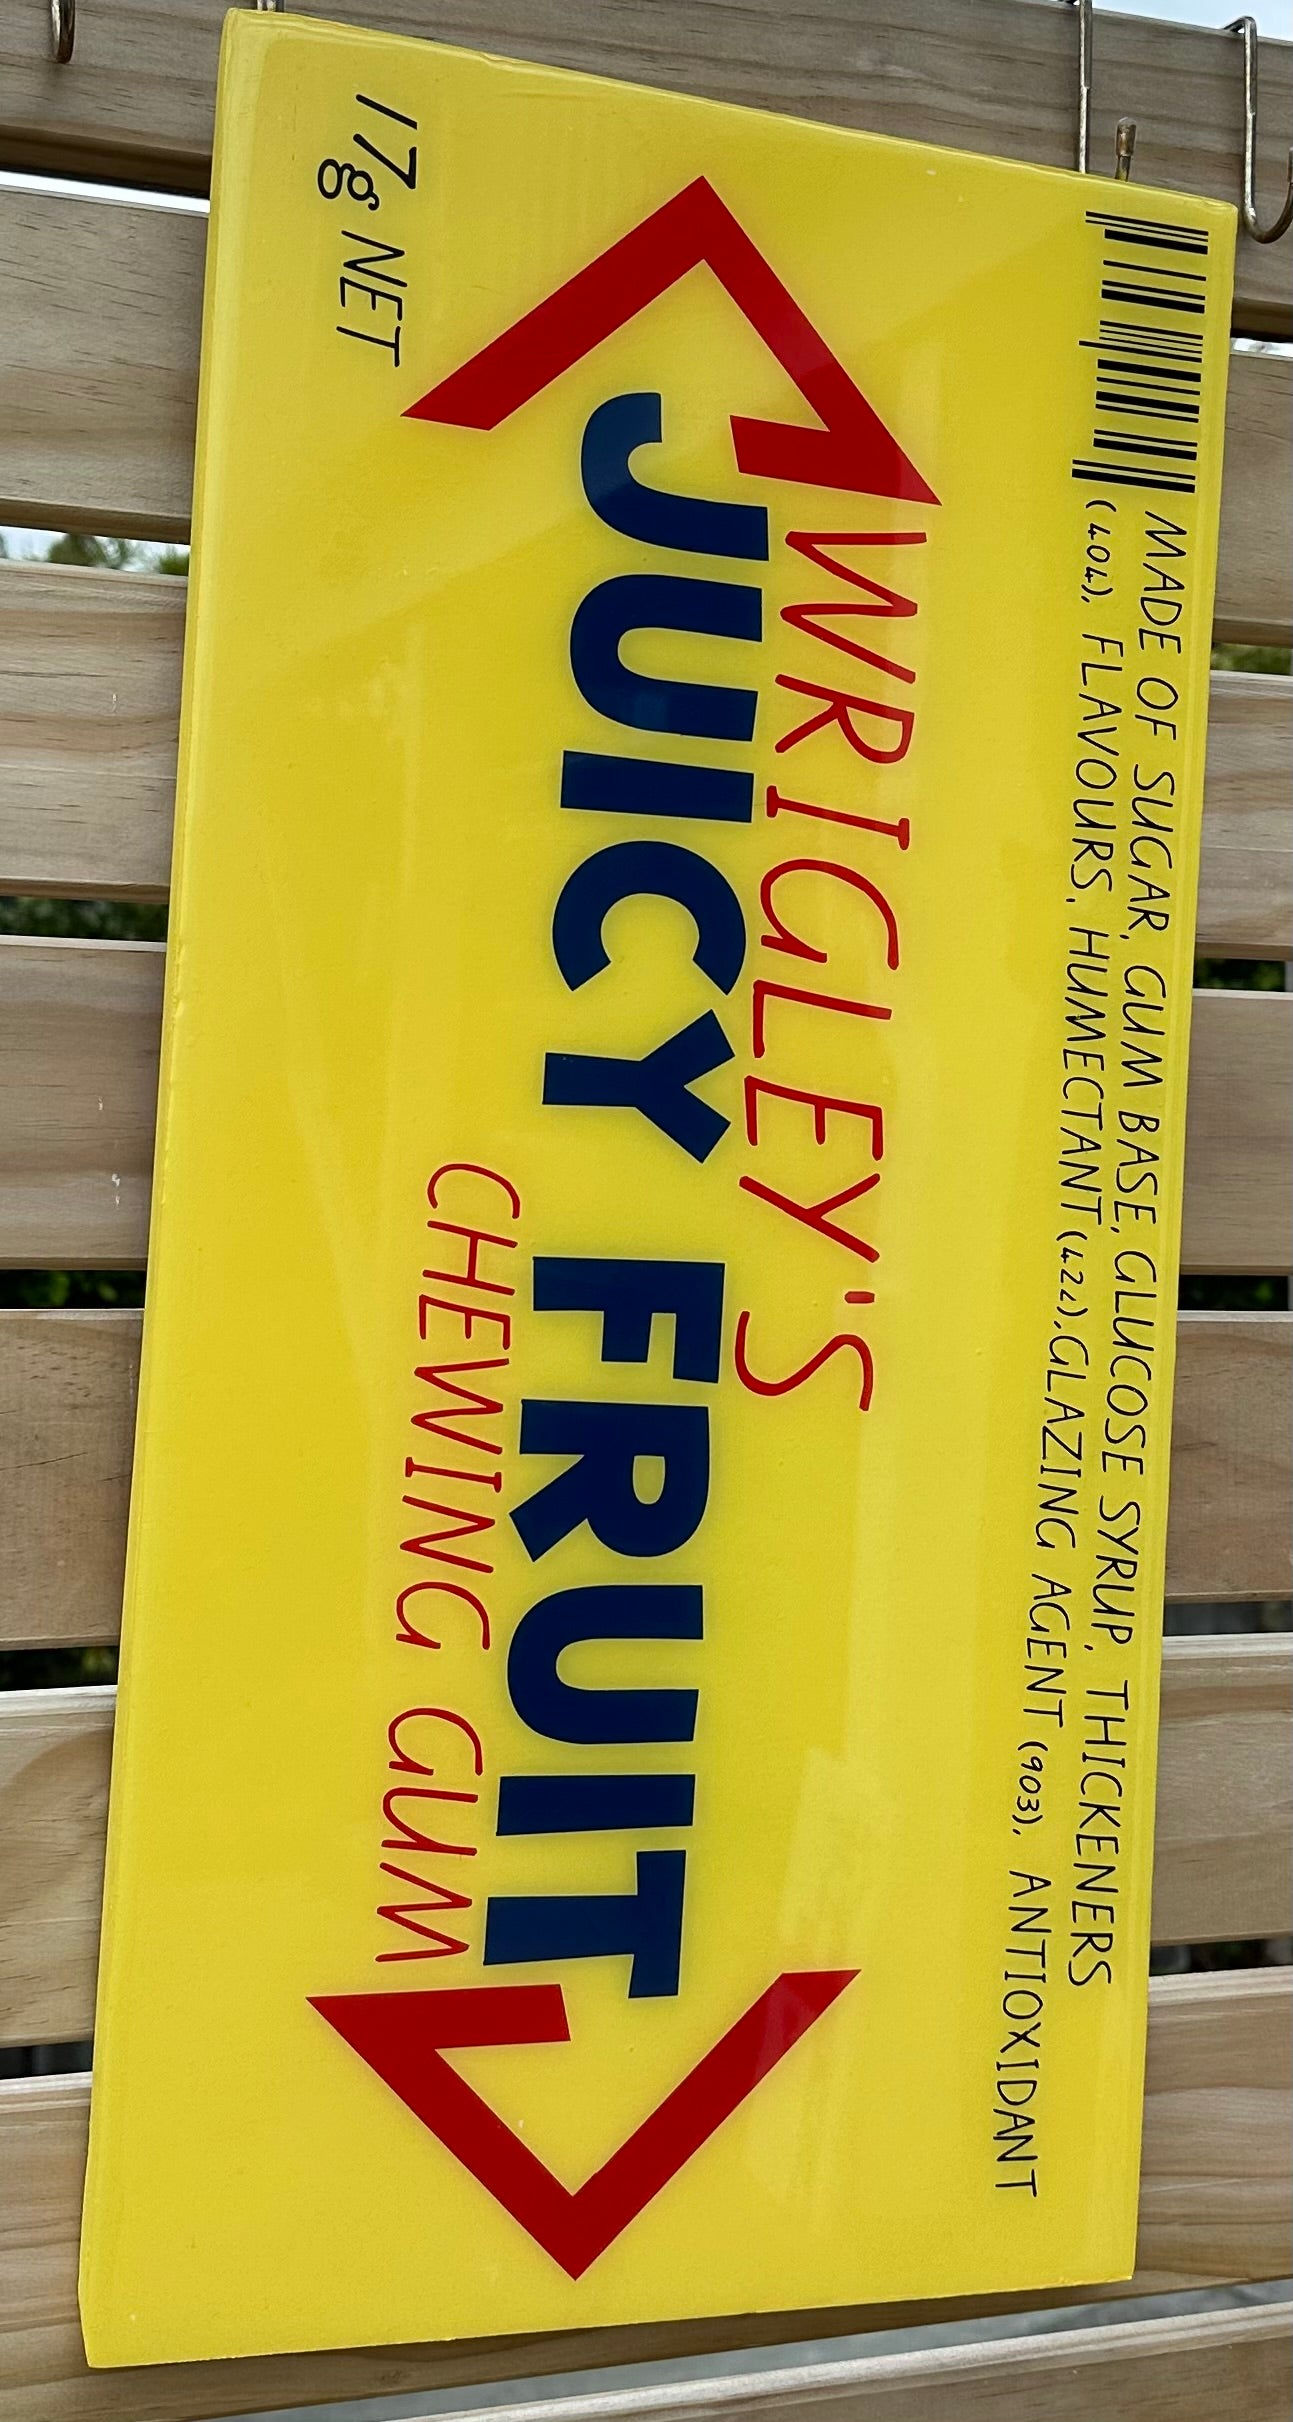 MADE OF SUGAR, GUM BASE, GLUCOSE SYRUP, THICKENERS
(404), FLAVOURS, HUMECTANT (422), GLAZING AGENT (903), ANTIOXIDANT
WRIGLEY'S
JUICY FRUIT
CHEWING GUM
17g NET